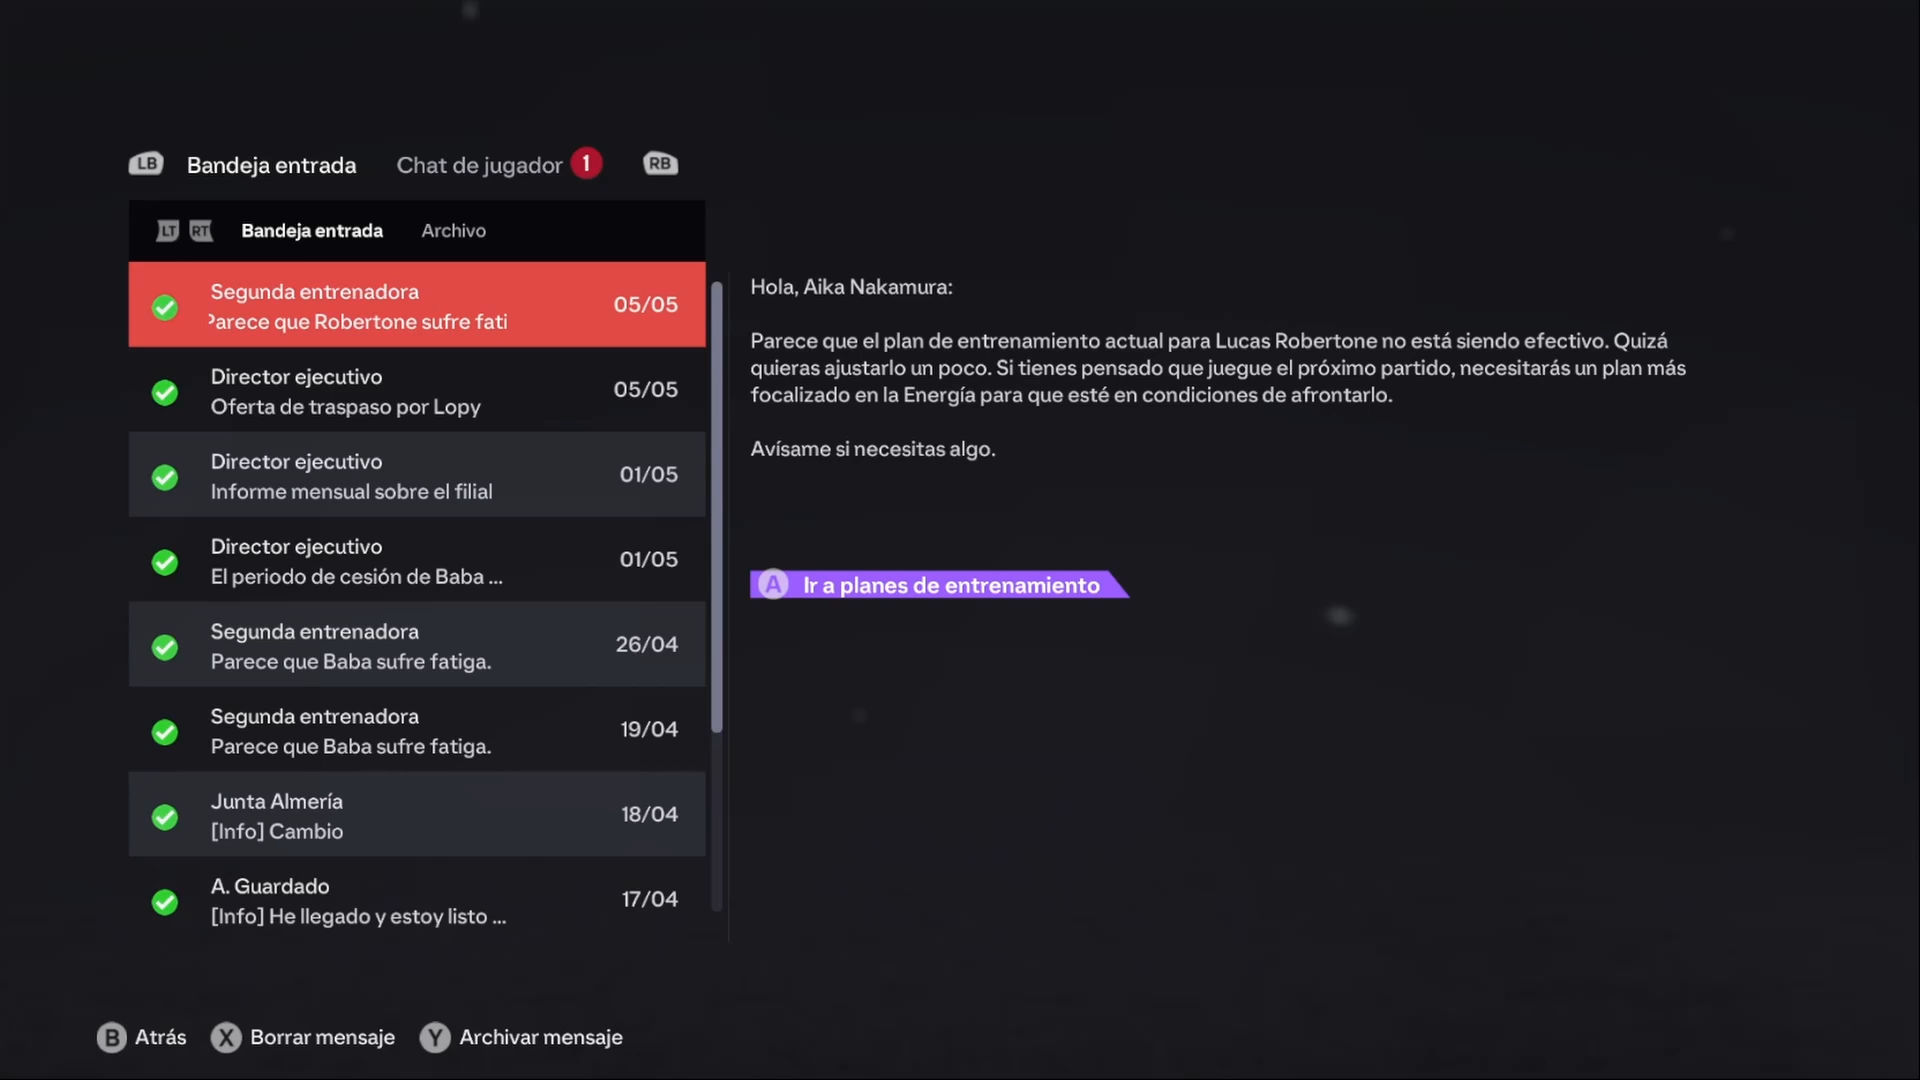 LB Bandeja entrada Chat de jugador 1 RB
LT RT Bandeja entrada Archivo
Segunda entrenadora 05/05
Parece que Robertone sufre fati
Director ejecutivo 05/05
Oferta de traspaso por Lopy
Director ejecutivo 01/05
Informe mensual sobre el filial
Director ejecutivo 01/05
El periodo de cesión de Baba ...
Segunda entrenadora 26/04
Parece que Baba sufre fatiga.
Segunda entrenadora 19/04
Parece que Baba sufre fatiga.
Junta Almería 18/04
[Info] Cambio
A. Guardado 17/04
[Info] He llegado y estoy listo ...
Hola, Aika Nakamura:
Parece que el plan de entrenamiento actual para Lucas Robertone no está siendo efectivo. Quizá
quieras ajustarlo un poco. Si tienes pensado que juegue el próximo partido, necesitarás un plan más
focalizado en la Energía para que esté en condiciones de afrontarlo.
Avísame si necesitas algo.
A Ir a planes de entrenamiento
B Atrás X Borrar mensaje Y Archivar mensaje